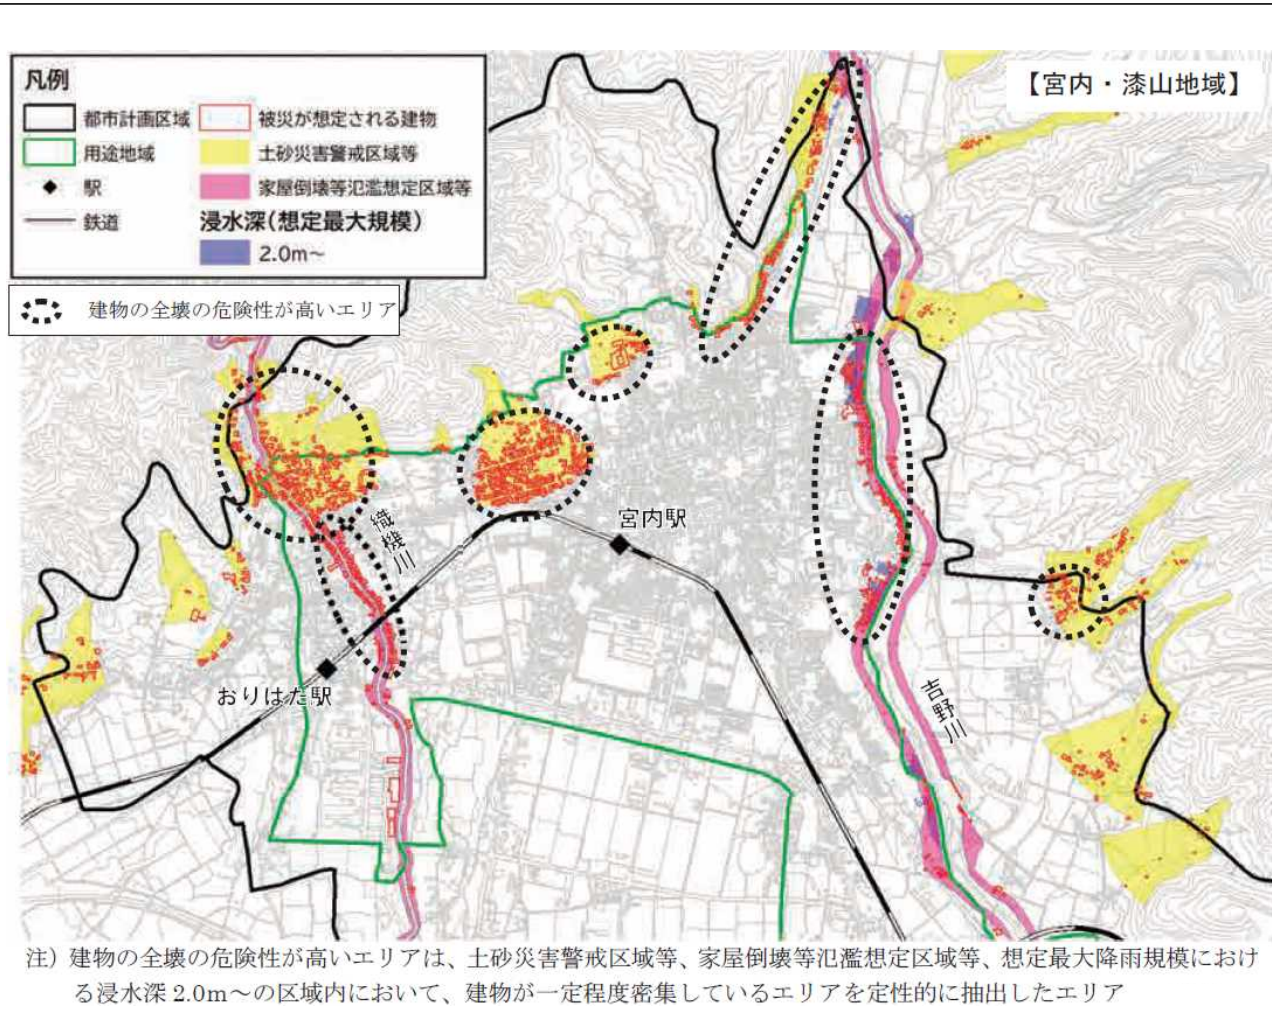 【宮内・漆山地域】
凡例
都市計画区域
被災が想定される建物
用途地域
土砂災害警戒区域等
駅
家屋倒壊等氾濫想定区域等
鉄道
浸水深(想定最大規模)
2.0m～
建物の全壊の危険性が高いエリア
織機川
宮内駅
おりはた駅
吉野川
注）建物の全壊の危険性が高いエリアは、土砂災害警戒区域等、家屋倒壊等氾濫想定区域等、想定最大降雨規模におけ
る浸水深 2.0m～の区域内において、建物が一定程度密集しているエリアを定性的に抽出したエリア